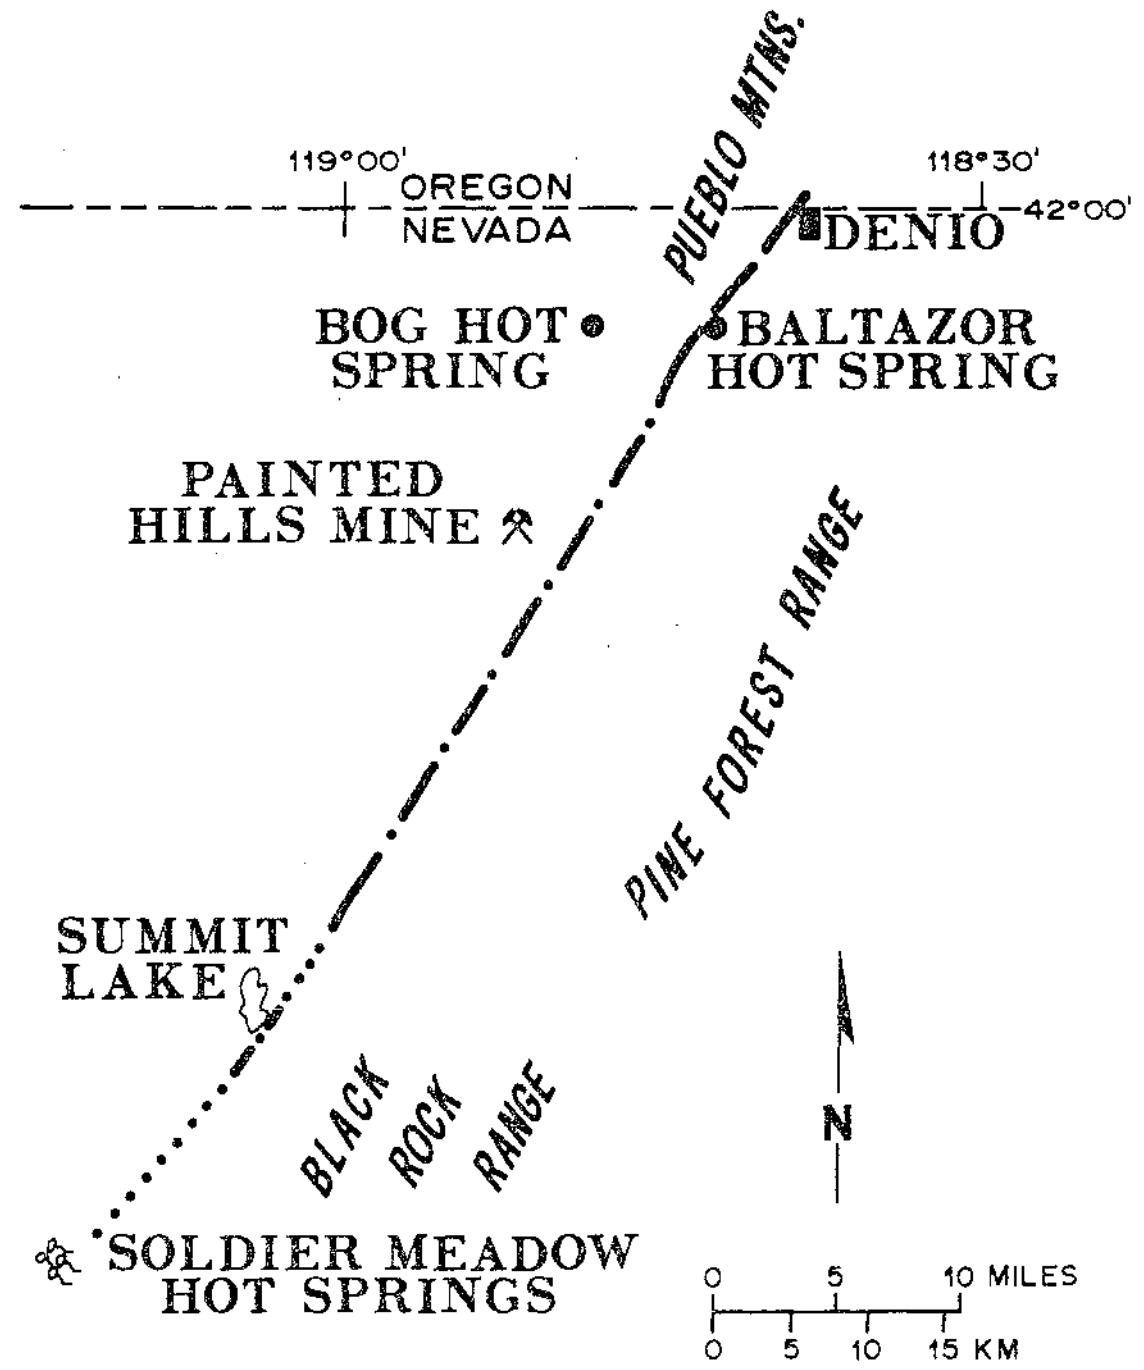 PUEBLO MTNS.
119°00'
118°30'
OREGON
NEVADA
42°00'
DENIO
BOG HOT
SPRING
BALTAZOR
HOT SPRING
PAINTED
HILLS MINE
PINE FOREST RANGE
SUMMIT
LAKE
BLACK
ROCK
RANGE
N
SOLDIER MEADOW
HOT SPRINGS
0 5 10 MILES
0 5 10 15 KM